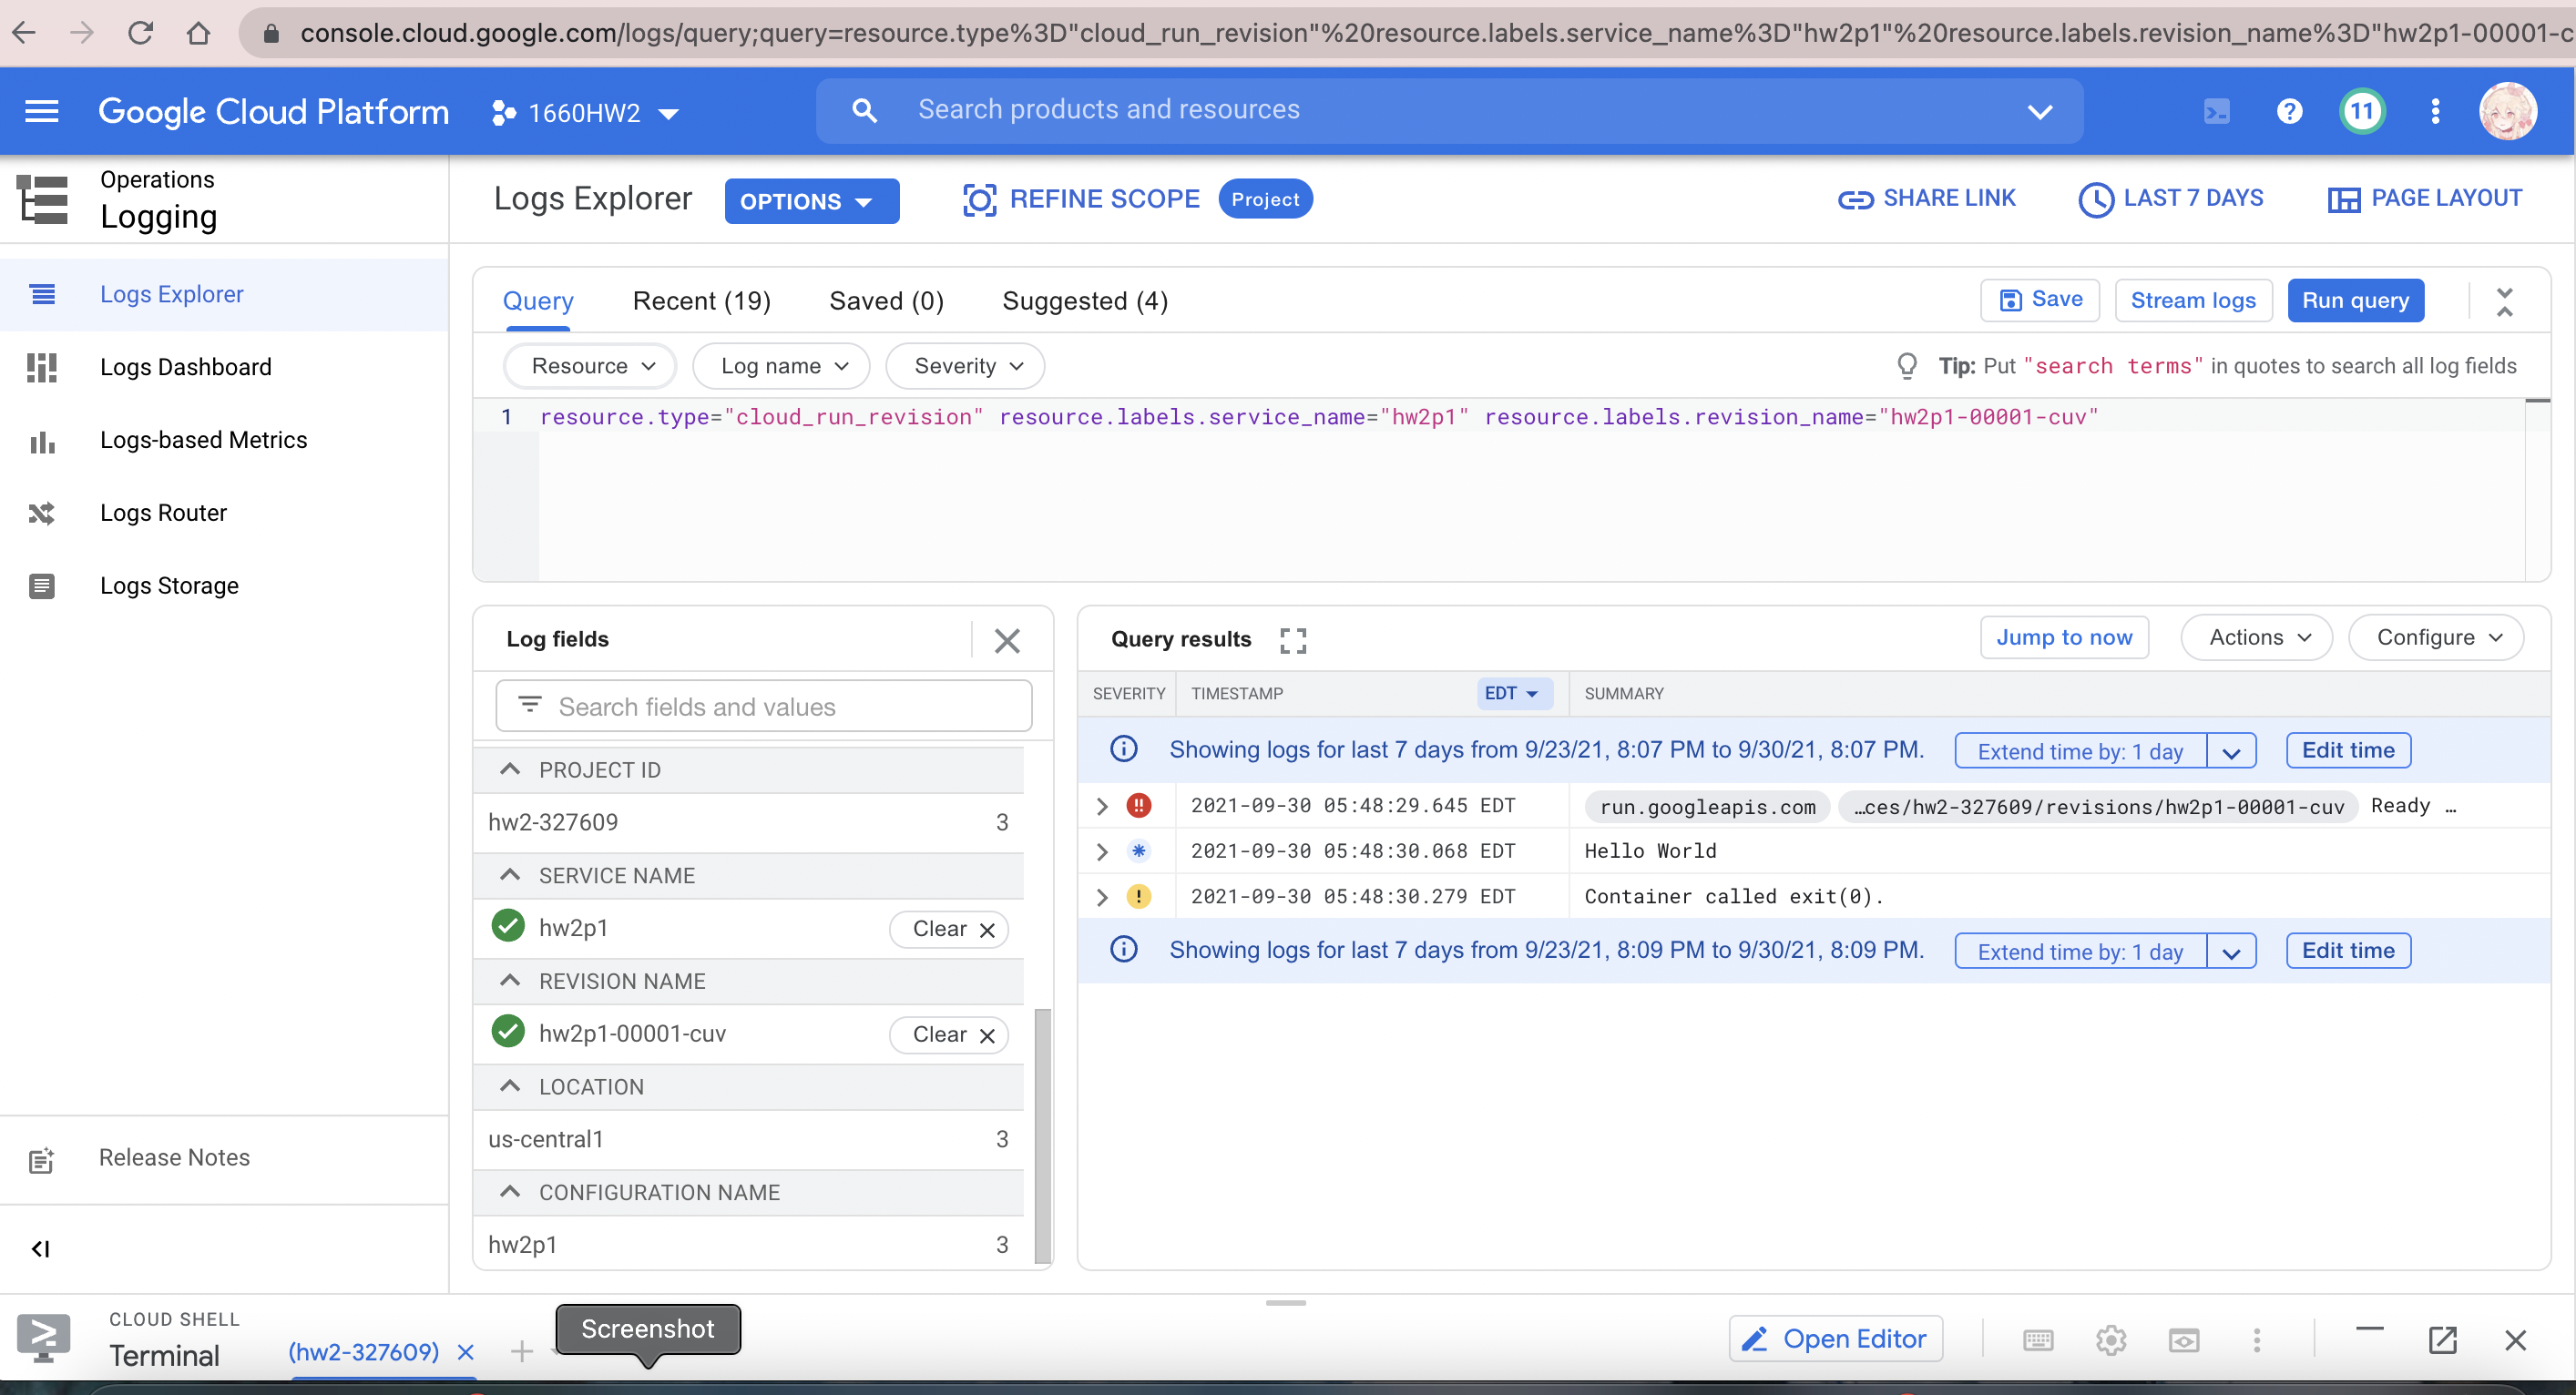 console.cloud.google.com/logs/query;query=resource.type%3D"cloud_run_revision"%20resource.labels.service_name%3D"hw2p1"%20resource.labels.revision_name%3D"hw2p1-00001-c
Google Cloud Platform 1660HW2 Search products and resources 11
Operations
Logging
Logs Explorer OPTIONS REFINE SCOPE Project SHARE LINK LAST 7 DAYS PAGE LAYOUT
Logs Explorer
Logs Dashboard
Logs-based Metrics
Logs Router
Logs Storage
Release Notes
Query Recent (19) Saved (0) Suggested (4) Save Stream logs Run query
Resource Log name Severity Tip: Put "search terms" in quotes to search all log fields
1 resource.type="cloud_run_revision" resource.labels.service_name="hw2p1" resource.labels.revision_name="hw2p1-00001-cuv"
Log fields
Search fields and values
PROJECT ID
hw2-327609 3
SERVICE NAME
hw2p1 Clear
REVISION NAME
hw2p1-00001-cuv Clear
LOCATION
us-central1 3
CONFIGURATION NAME
hw2p1 3
Query results Jump to now Actions Configure
SEVERITY TIMESTAMP EDT SUMMARY
Showing logs for last 7 days from 9/23/21, 8:07 PM to 9/30/21, 8:07 PM. Extend time by: 1 day Edit time
2021-09-30 05:48:29.645 EDT run.googleapis.com …ces/hw2-327609/revisions/hw2p1-00001-cuv Ready …
2021-09-30 05:48:30.068 EDT Hello World
2021-09-30 05:48:30.279 EDT Container called exit(0).
Showing logs for last 7 days from 9/23/21, 8:09 PM to 9/30/21, 8:09 PM. Extend time by: 1 day Edit time
CLOUD SHELL
Terminal (hw2-327609) Screenshot Open Editor